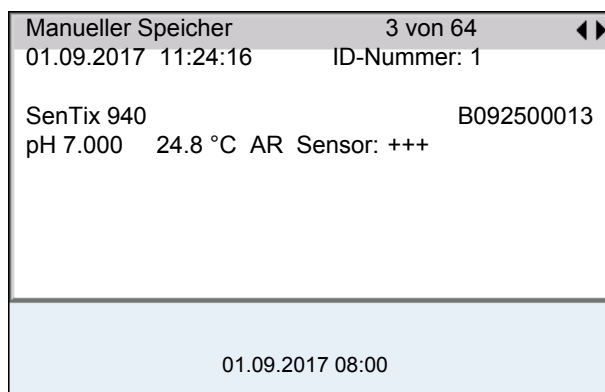 Manueller Speicher 3 von 64
01.09.2017 11:24:16 ID-Nummer: 1
SenTix 940 B092500013
pH 7.000 24.8 °C AR Sensor: +++
01.09.2017 08:00